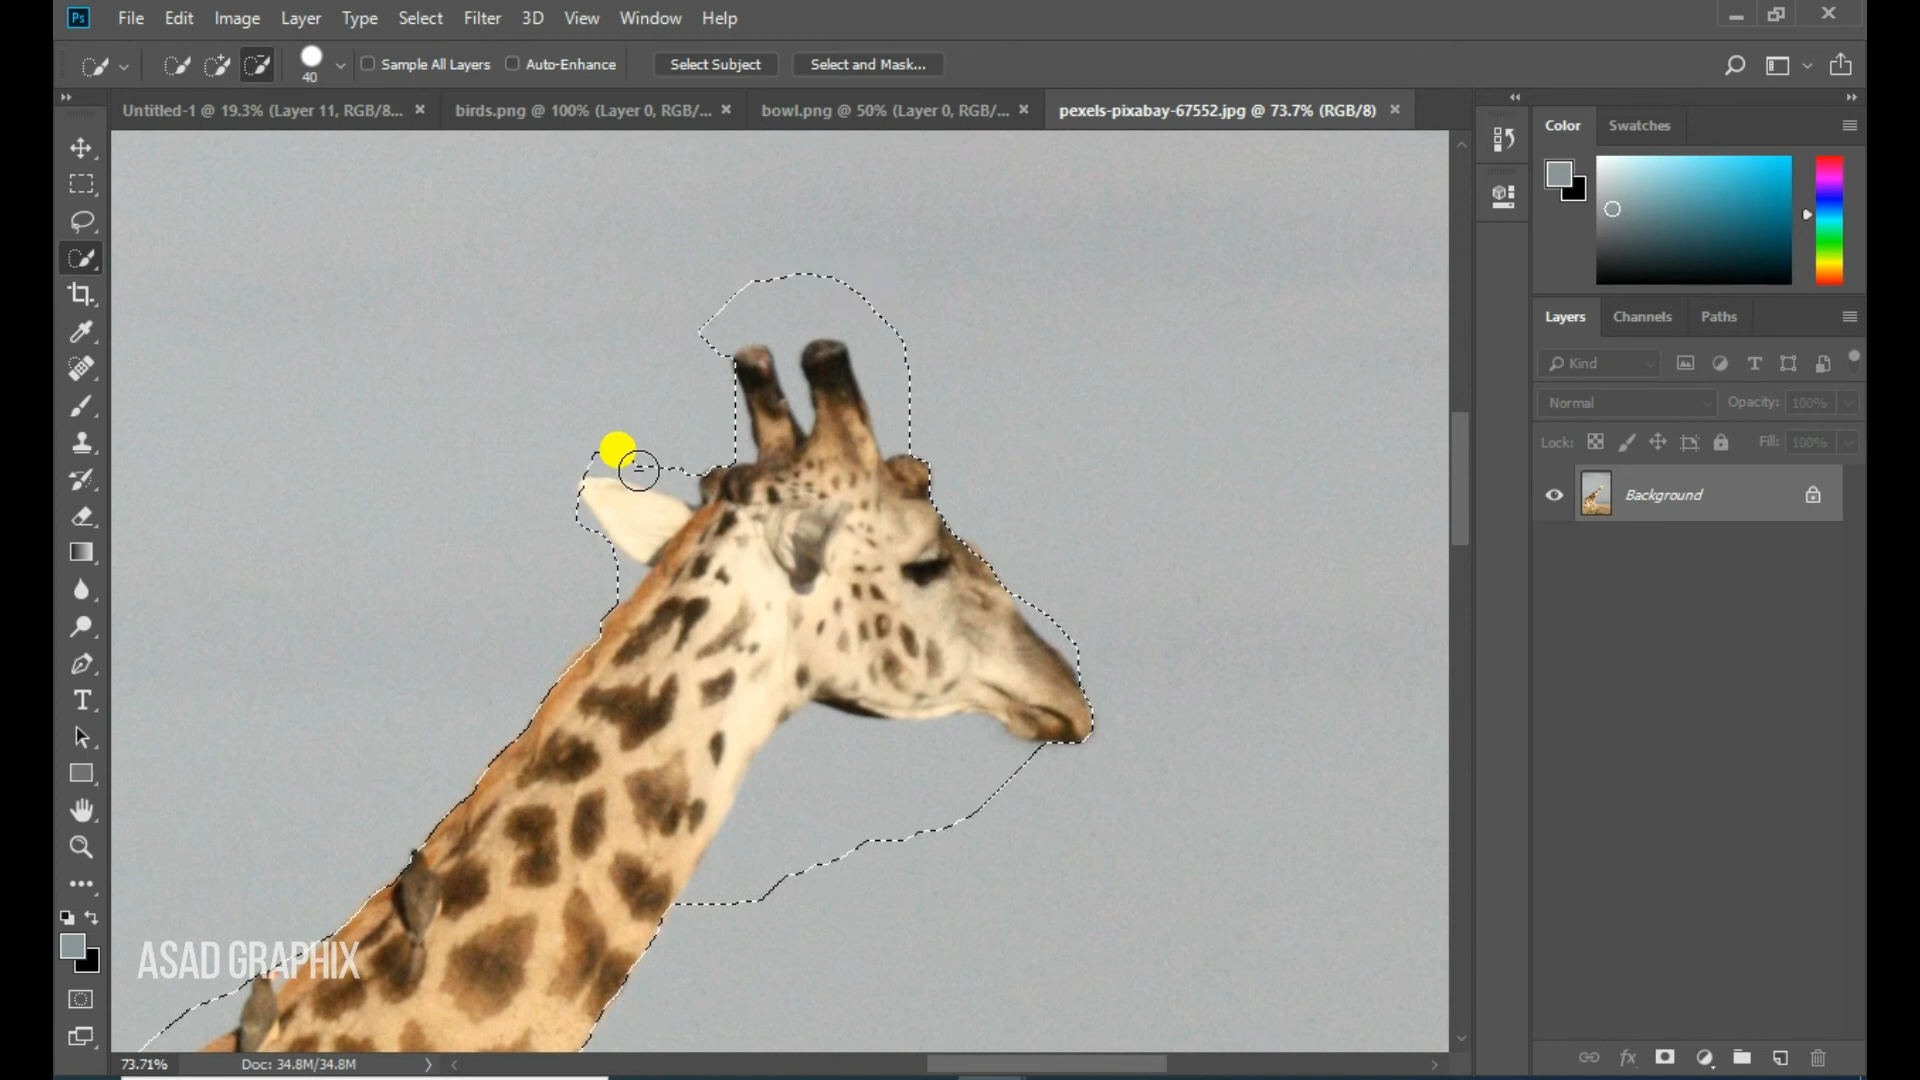 Ps File Edit Image Layer Type Select Filter 3D View Window Help
40 Sample All Layers Auto-Enhance Select Subject Select and Mask...
Untitled-1 @ 19.3% (Layer 11, RGB/8... × birds.png @ 100% (Layer 0, RGB/... × bowl.png @ 50% (Layer 0, RGB/... × pexels-pixabay-67552.jpg @ 73.7% (RGB/8) ×
Color Swatches
Layers Channels Paths
Kind
Normal Opacity: 100%
Lock: Fill: 100%
Background
ASAD GRAPHIX
73.71% Doc: 34.8M/34.8M